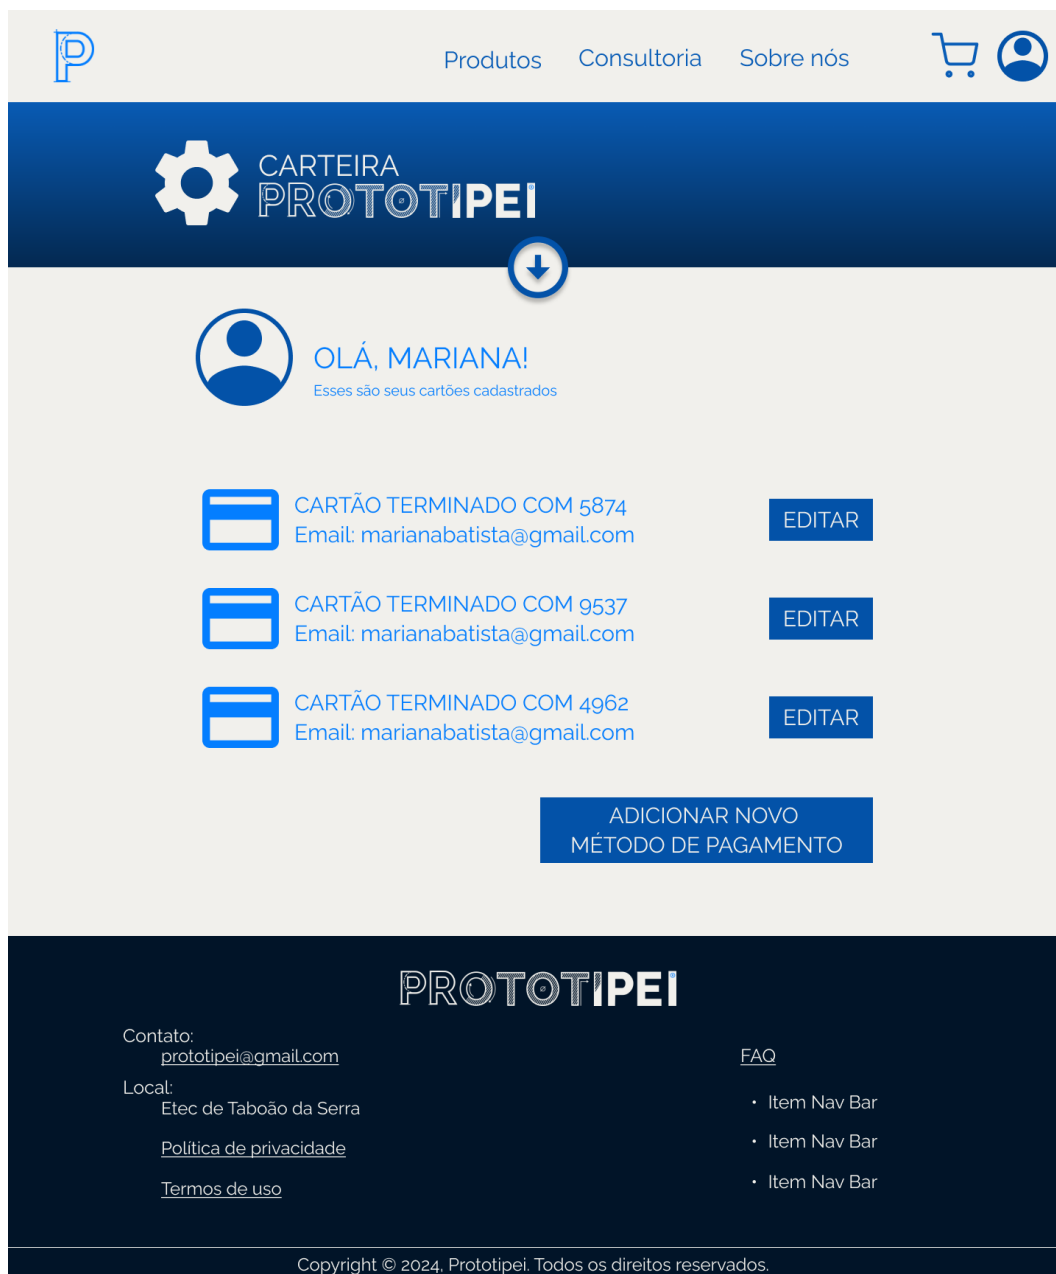 P
Produtos
Consultoria
Sobre nós
CARTEIRA
PROTOTIPEI
OLÁ, MARIANA!
Esses são seus cartões cadastrados
CARTÃO TERMINADO COM 5874
Email: marianabatista@gmail.com
EDITAR
CARTÃO TERMINADO COM 9537
Email: marianabatista@gmail.com
EDITAR
CARTÃO TERMINADO COM 4962
Email: marianabatista@gmail.com
EDITAR
ADICIONAR NOVO
MÉTODO DE PAGAMENTO
PROTOTIPEI
Contato:
prototipei@gmail.com
Local:
Etec de Taboão da Serra
Política de privacidade
Termos de uso
FAQ
• Item Nav Bar
• Item Nav Bar
• Item Nav Bar
Copyright © 2024, Prototipei. Todos os direitos reservados.